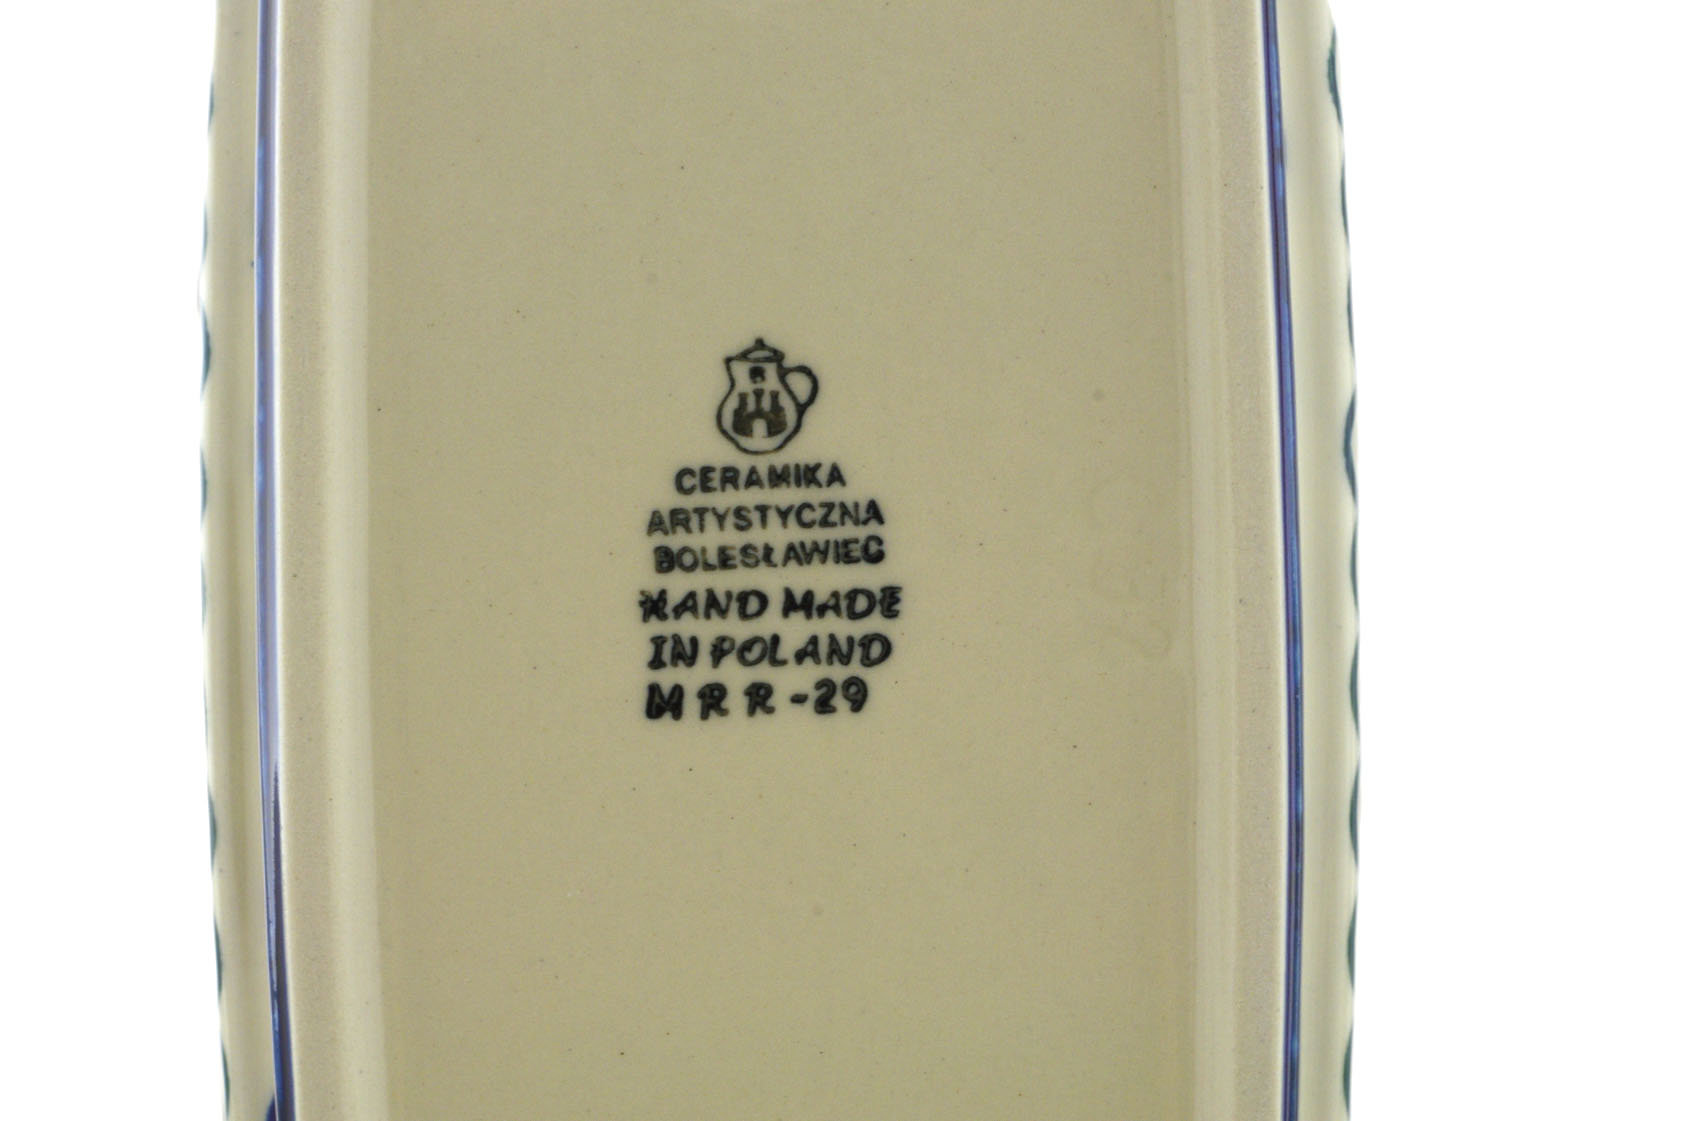 B
CERAMIKA
ARTYSTYCZNA
BOLESŁAWIEC
HAND MADE
IN POLAND
MRR-29